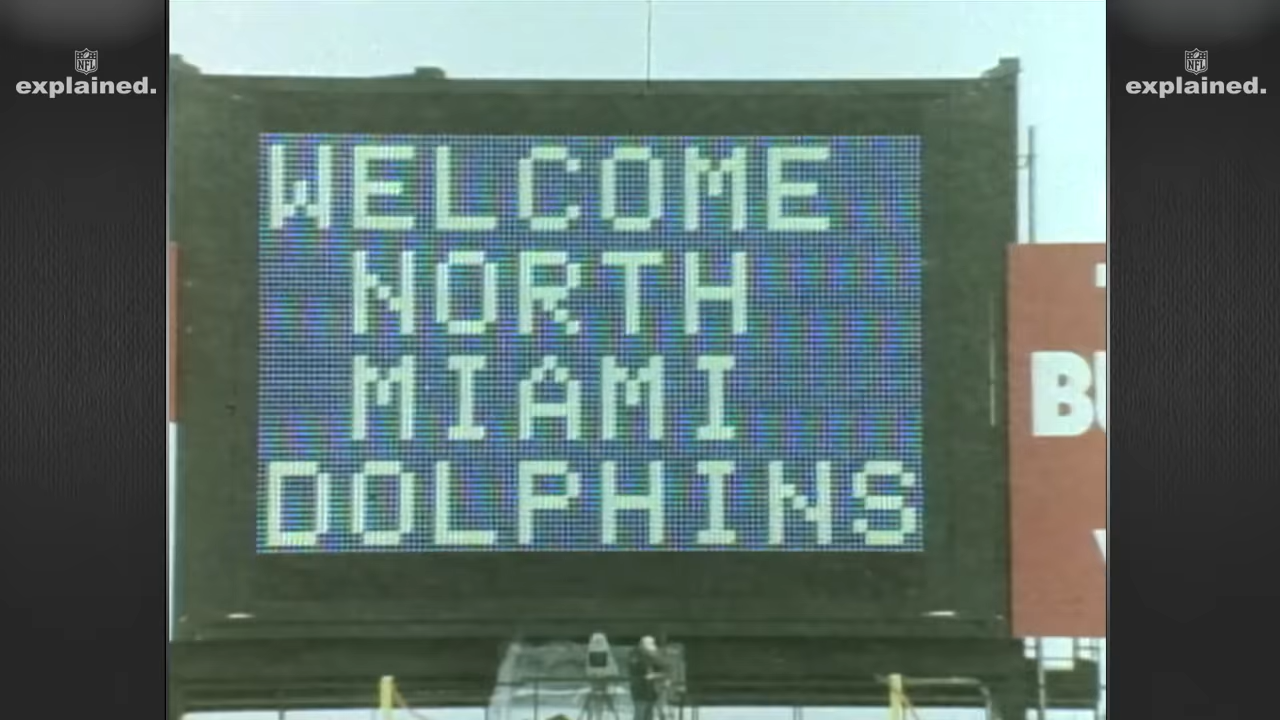 NFL
explained.
NFL
explained.
WELCOME
NORTH
MIAMI
DOLPHINS